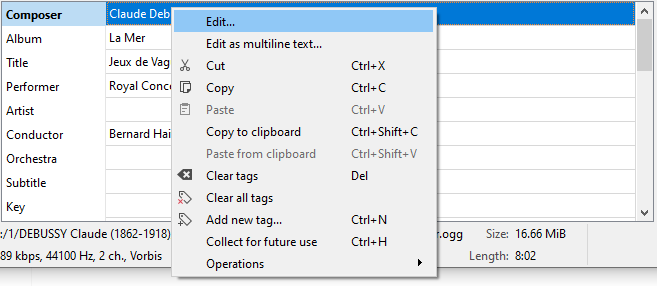 Composer Claude Deb Edit...
Album La Mer Edit as multiline text...
Title Jeux de Vag Cut Ctrl+X
Performer Royal Conc Copy Ctrl+C
Artist Paste Ctrl+V
Conductor Bernard Hai Copy to clipboard Ctrl+Shift+C
Orchestra Paste from clipboard Ctrl+Shift+V
Subtitle Clear tags Del
Key Clear all tags
Add new tag... Ctrl+N
:/1/DEBUSSY Claude (1862-1918) Collect for future use Ctrl+H r.ogg Size: 16.66 MiB
89 kbps, 44100 Hz, 2 ch., Vorbis Operations Length: 8:02